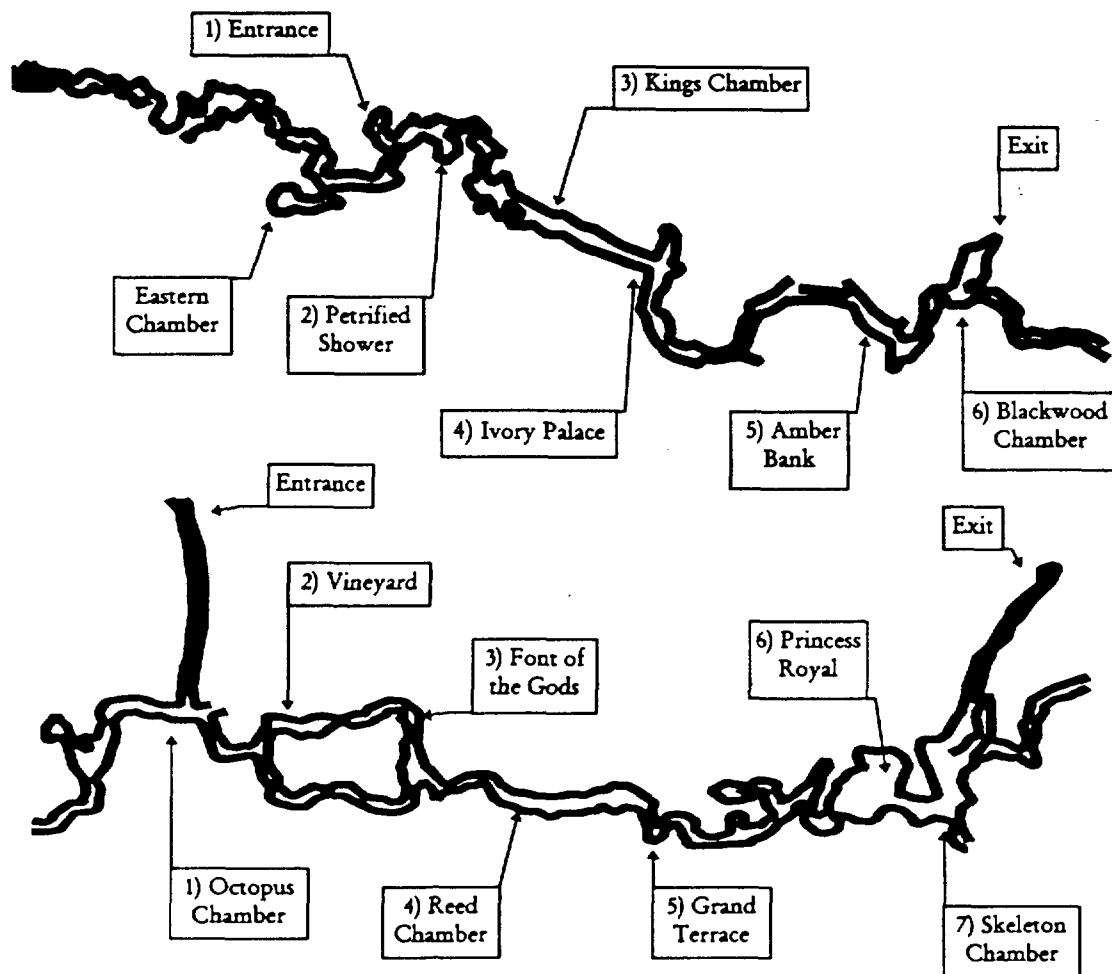 1) Entrance
3) Kings Chamber
Exit
Eastern
Chamber
2) Petrified
Shower
4) Ivory Palace
5) Amber
Bank
6) Blackwood
Chamber
Entrance
Exit
2) Vineyard
3) Font of
the Gods
6) Princess
Royal
1) Octopus
Chamber
4) Reed
Chamber
5) Grand
Terrace
7) Skeleton
Chamber